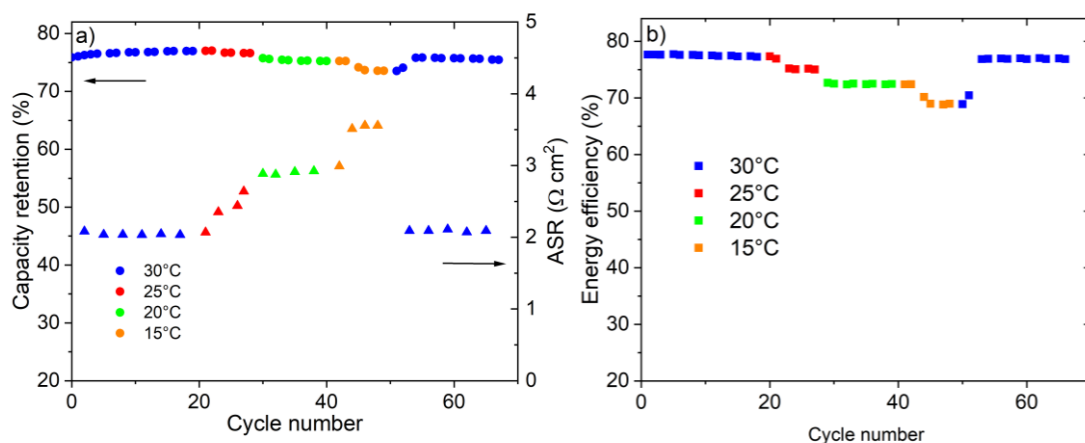 a)
80
70
60
50
40
30
20
Capacity retention (%)
0
20
40
60
Cycle number
5
4
3
2
1
0
ASR (Ω cm²)
30°C
25°C
20°C
15°C
b)
80
70
60
50
40
30
20
Energy efficiency (%)
0
20
40
60
Cycle number
30°C
25°C
20°C
15°C